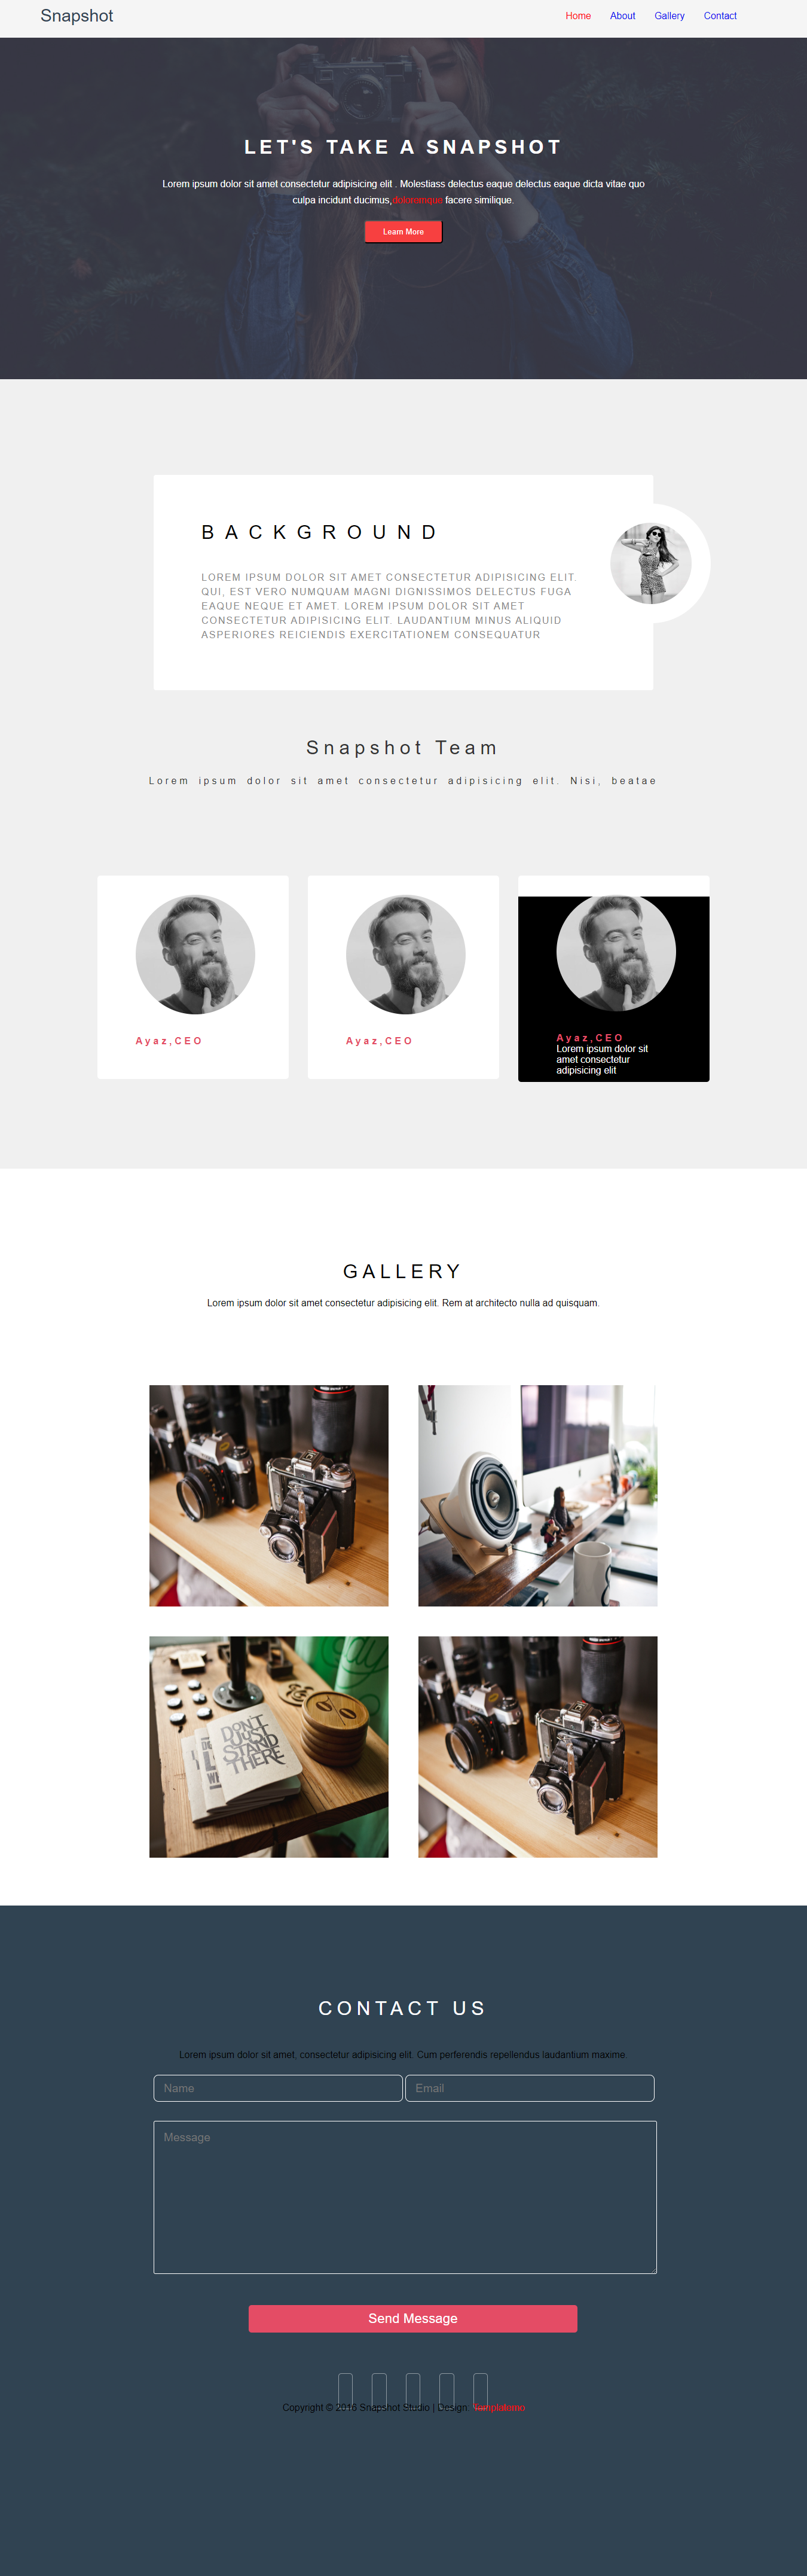 Snapshot
Home About Gallery Contact
LET'S TAKE A SNAPSHOT
Lorem ipsum dolor sit amet consectetur adipisicing elit . Molestiass delectus eaque delectus eaque dicta vitae quo
culpa incidunt ducimus,doloremque facere similique.
Learn More
BACKGROUND
LOREM IPSUM DOLOR SIT AMET CONSECTETUR ADIPISICING ELIT.
QUI, EST VERO NUMQUAM MAGNI DIGNISSIMOS DELECTUS FUGA
EAQUE NEQUE ET AMET. LOREM IPSUM DOLOR SIT AMET
CONSECTETUR ADIPISICING ELIT. LAUDANTIUM MINUS ALIQUID
ASPERIORES REICIENDIS EXERCITATIONEM CONSEQUATUR
Snapshot Team
Lorem ipsum dolor sit amet consectetur adipisicing elit. Nisi, beatae
Ayaz,CEO
Ayaz,CEO
Ayaz,CEO
Lorem ipsum dolor sit
amet consectetur
adipisicing elit
GALLERY
Lorem ipsum dolor sit amet consectetur adipisicing elit. Rem at architecto nulla ad quisquam.
DON'T
JUST
STAND
THERE
CONTACT US
Lorem ipsum dolor sit amet, consectetur adipisicing elit. Cum perferendis repellendus laudantium maxime.
Name
Email
Message
Send Message
Copyright © 2016 Snapshot Studio | Design: